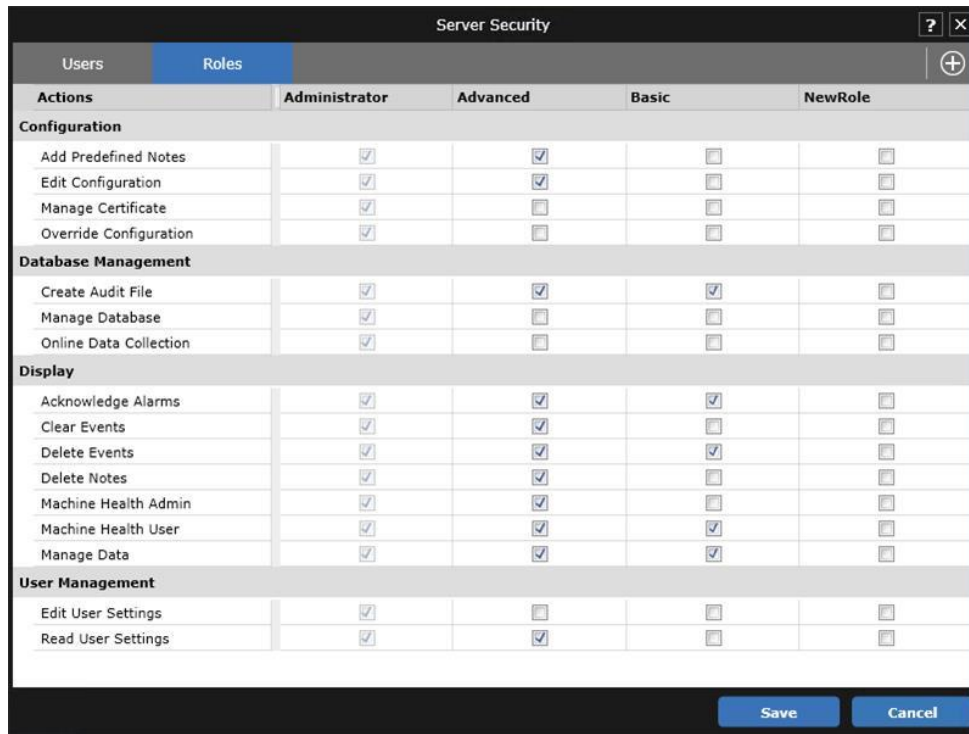 Server Security ? X
Users Roles
Actions Administrator Advanced Basic NewRole
Configuration
Add Predefined Notes
Edit Configuration
Manage Certificate
Override Configuration
Database Management
Create Audit File
Manage Database
Online Data Collection
Display
Acknowledge Alarms
Clear Events
Delete Events
Delete Notes
Machine Health Admin
Machine Health User
Manage Data
User Management
Edit User Settings
Read User Settings
Save Cancel